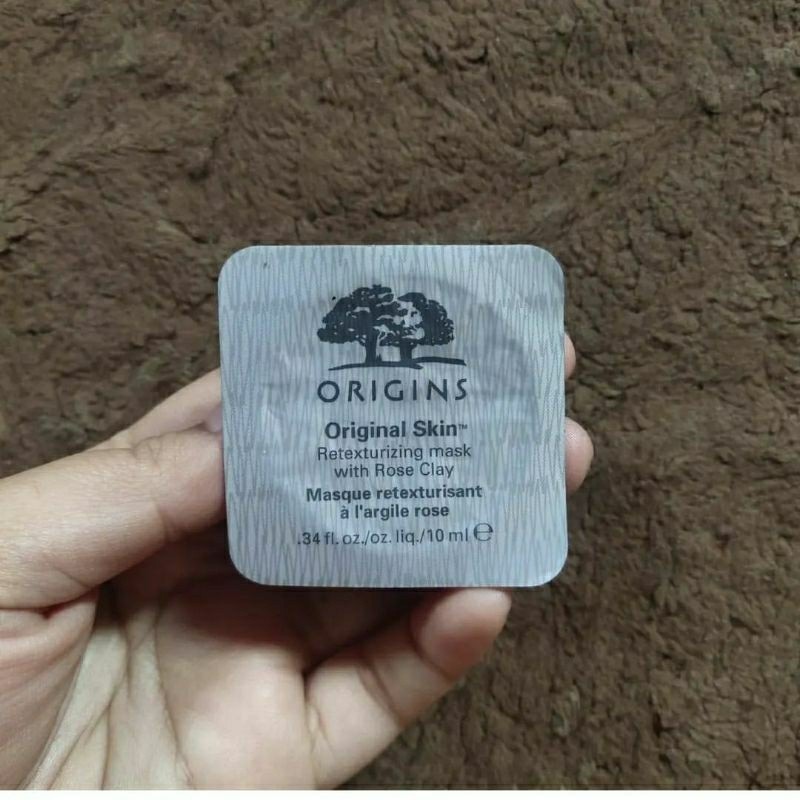 ORIGINS
Original Skin™
Retexturizing mask
with Rose Clay
Masque retexturisant
à l'argile rose
.34 fl. oz./oz. liq./10 ml ℮